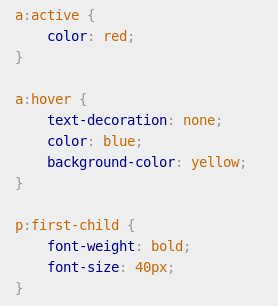 a:active {
    color: red;
}

a:hover {
    text-decoration: none;
    color: blue;
    background-color: yellow;
}

p:first-child {
    font-weight: bold;
    font-size: 40px;
}